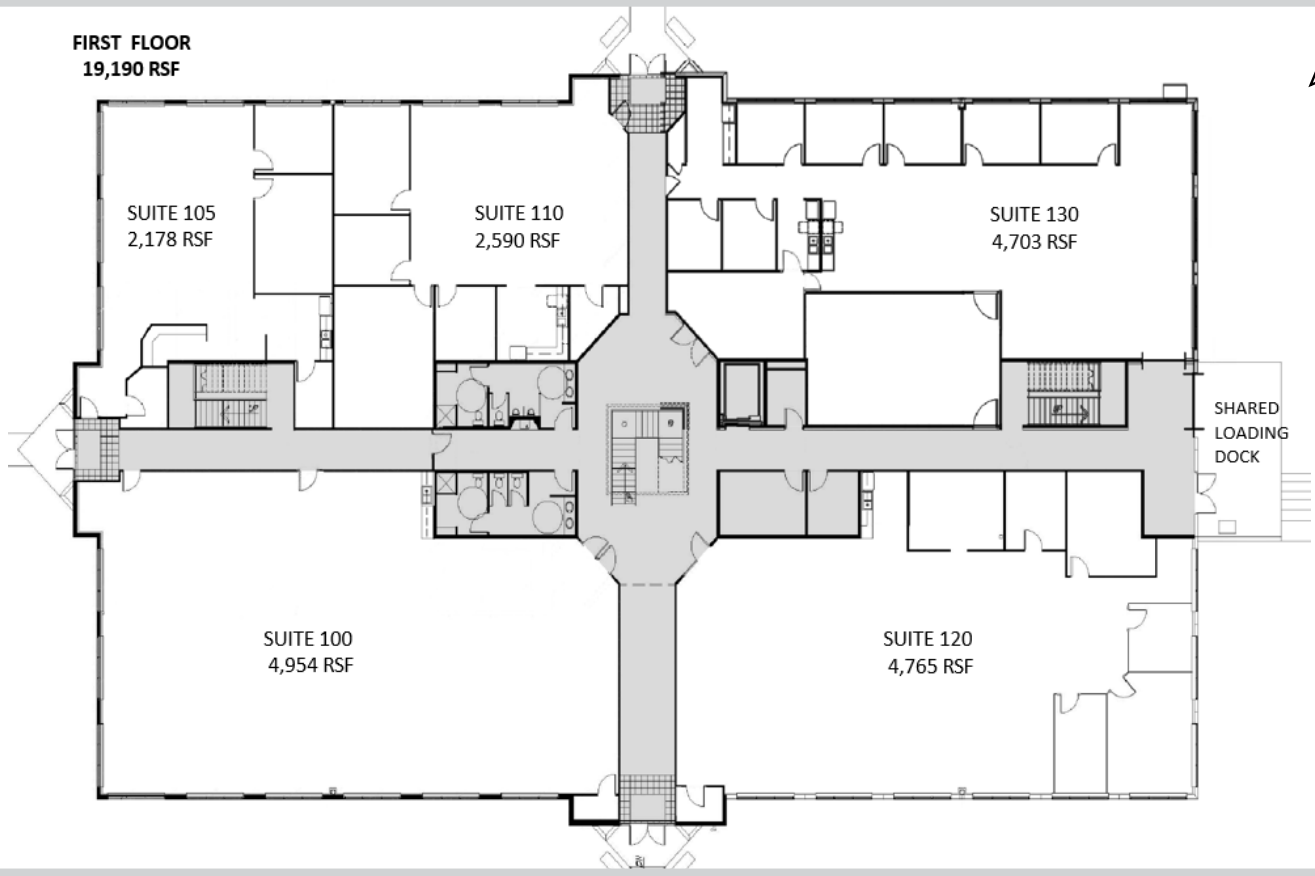 FIRST FLOOR
19,190 RSF
SUITE 105
2,178 RSF
SUITE 110
2,590 RSF
SUITE 130
4,703 RSF
SHARED
LOADING
DOCK
SUITE 100
4,954 RSF
SUITE 120
4,765 RSF